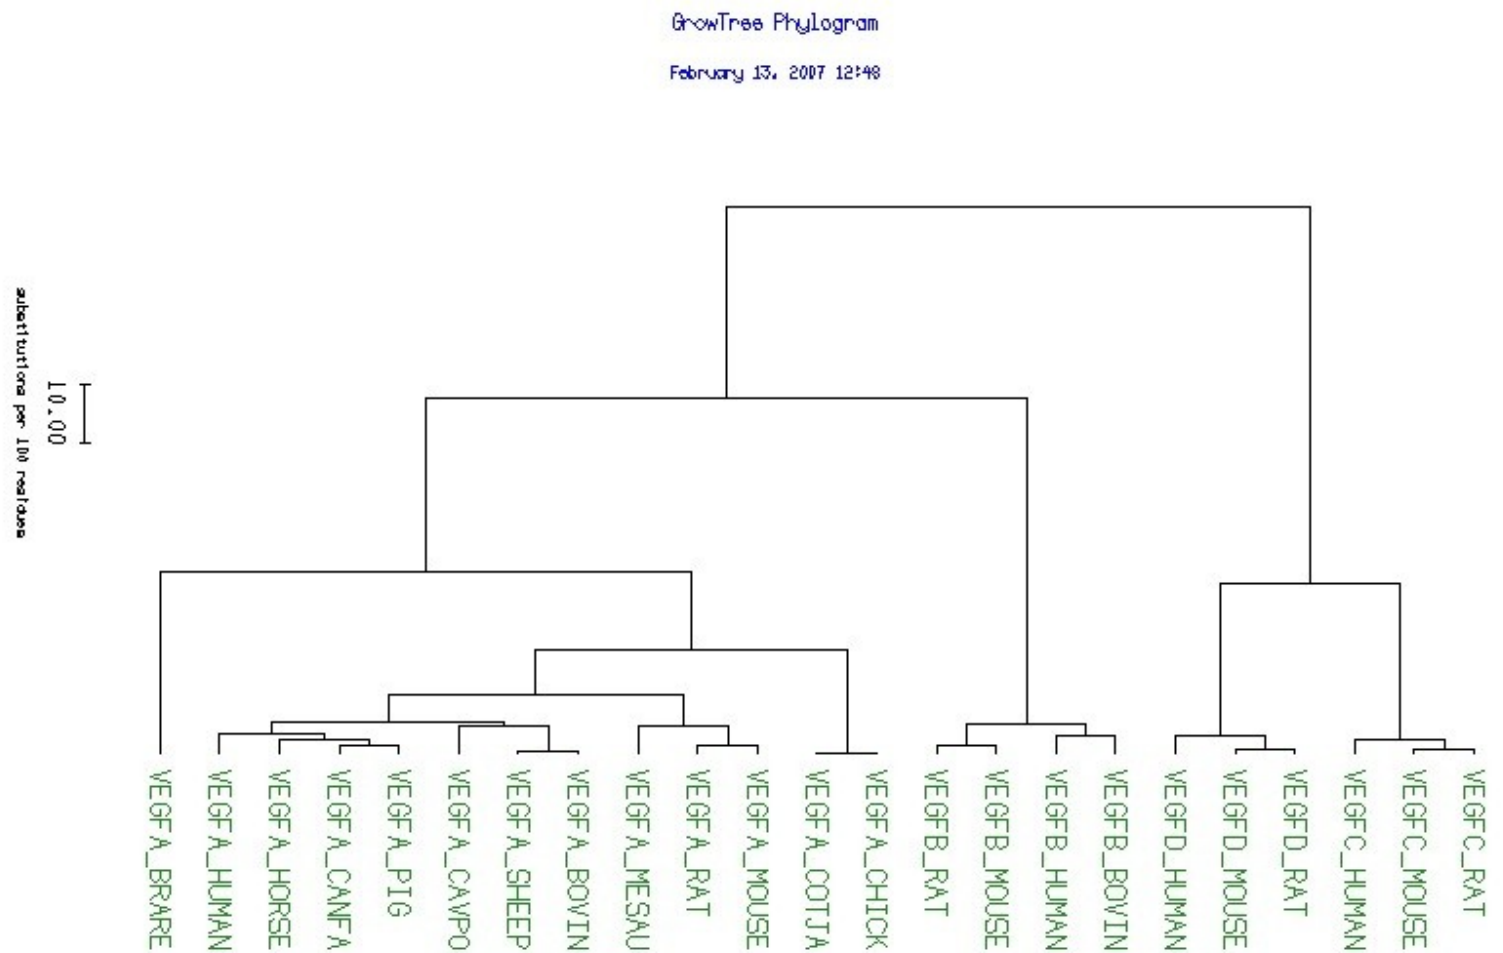 GrowTree Phylogram
February 13, 2007 12:48
substitutions per 100 residues
10.00
VEGFA_BRARE
VEGFA_HUMAN
VEGFA_HORSE
VEGFA_CANFA
VEGFA_PIG
VEGFA_CAVPO
VEGFA_SHEEP
VEGFA_BOVIN
VEGFA_MESAU
VEGFA_RAT
VEGFA_MOUSE
VEGFA_COTJA
VEGFA_CHICK
VEGFB_RAT
VEGFB_MOUSE
VEGFB_HUMAN
VEGFB_BOVIN
VEGFD_HUMAN
VEGFD_MOUSE
VEGFD_RAT
VEGFC_HUMAN
VEGFC_MOUSE
VEGFC_RAT